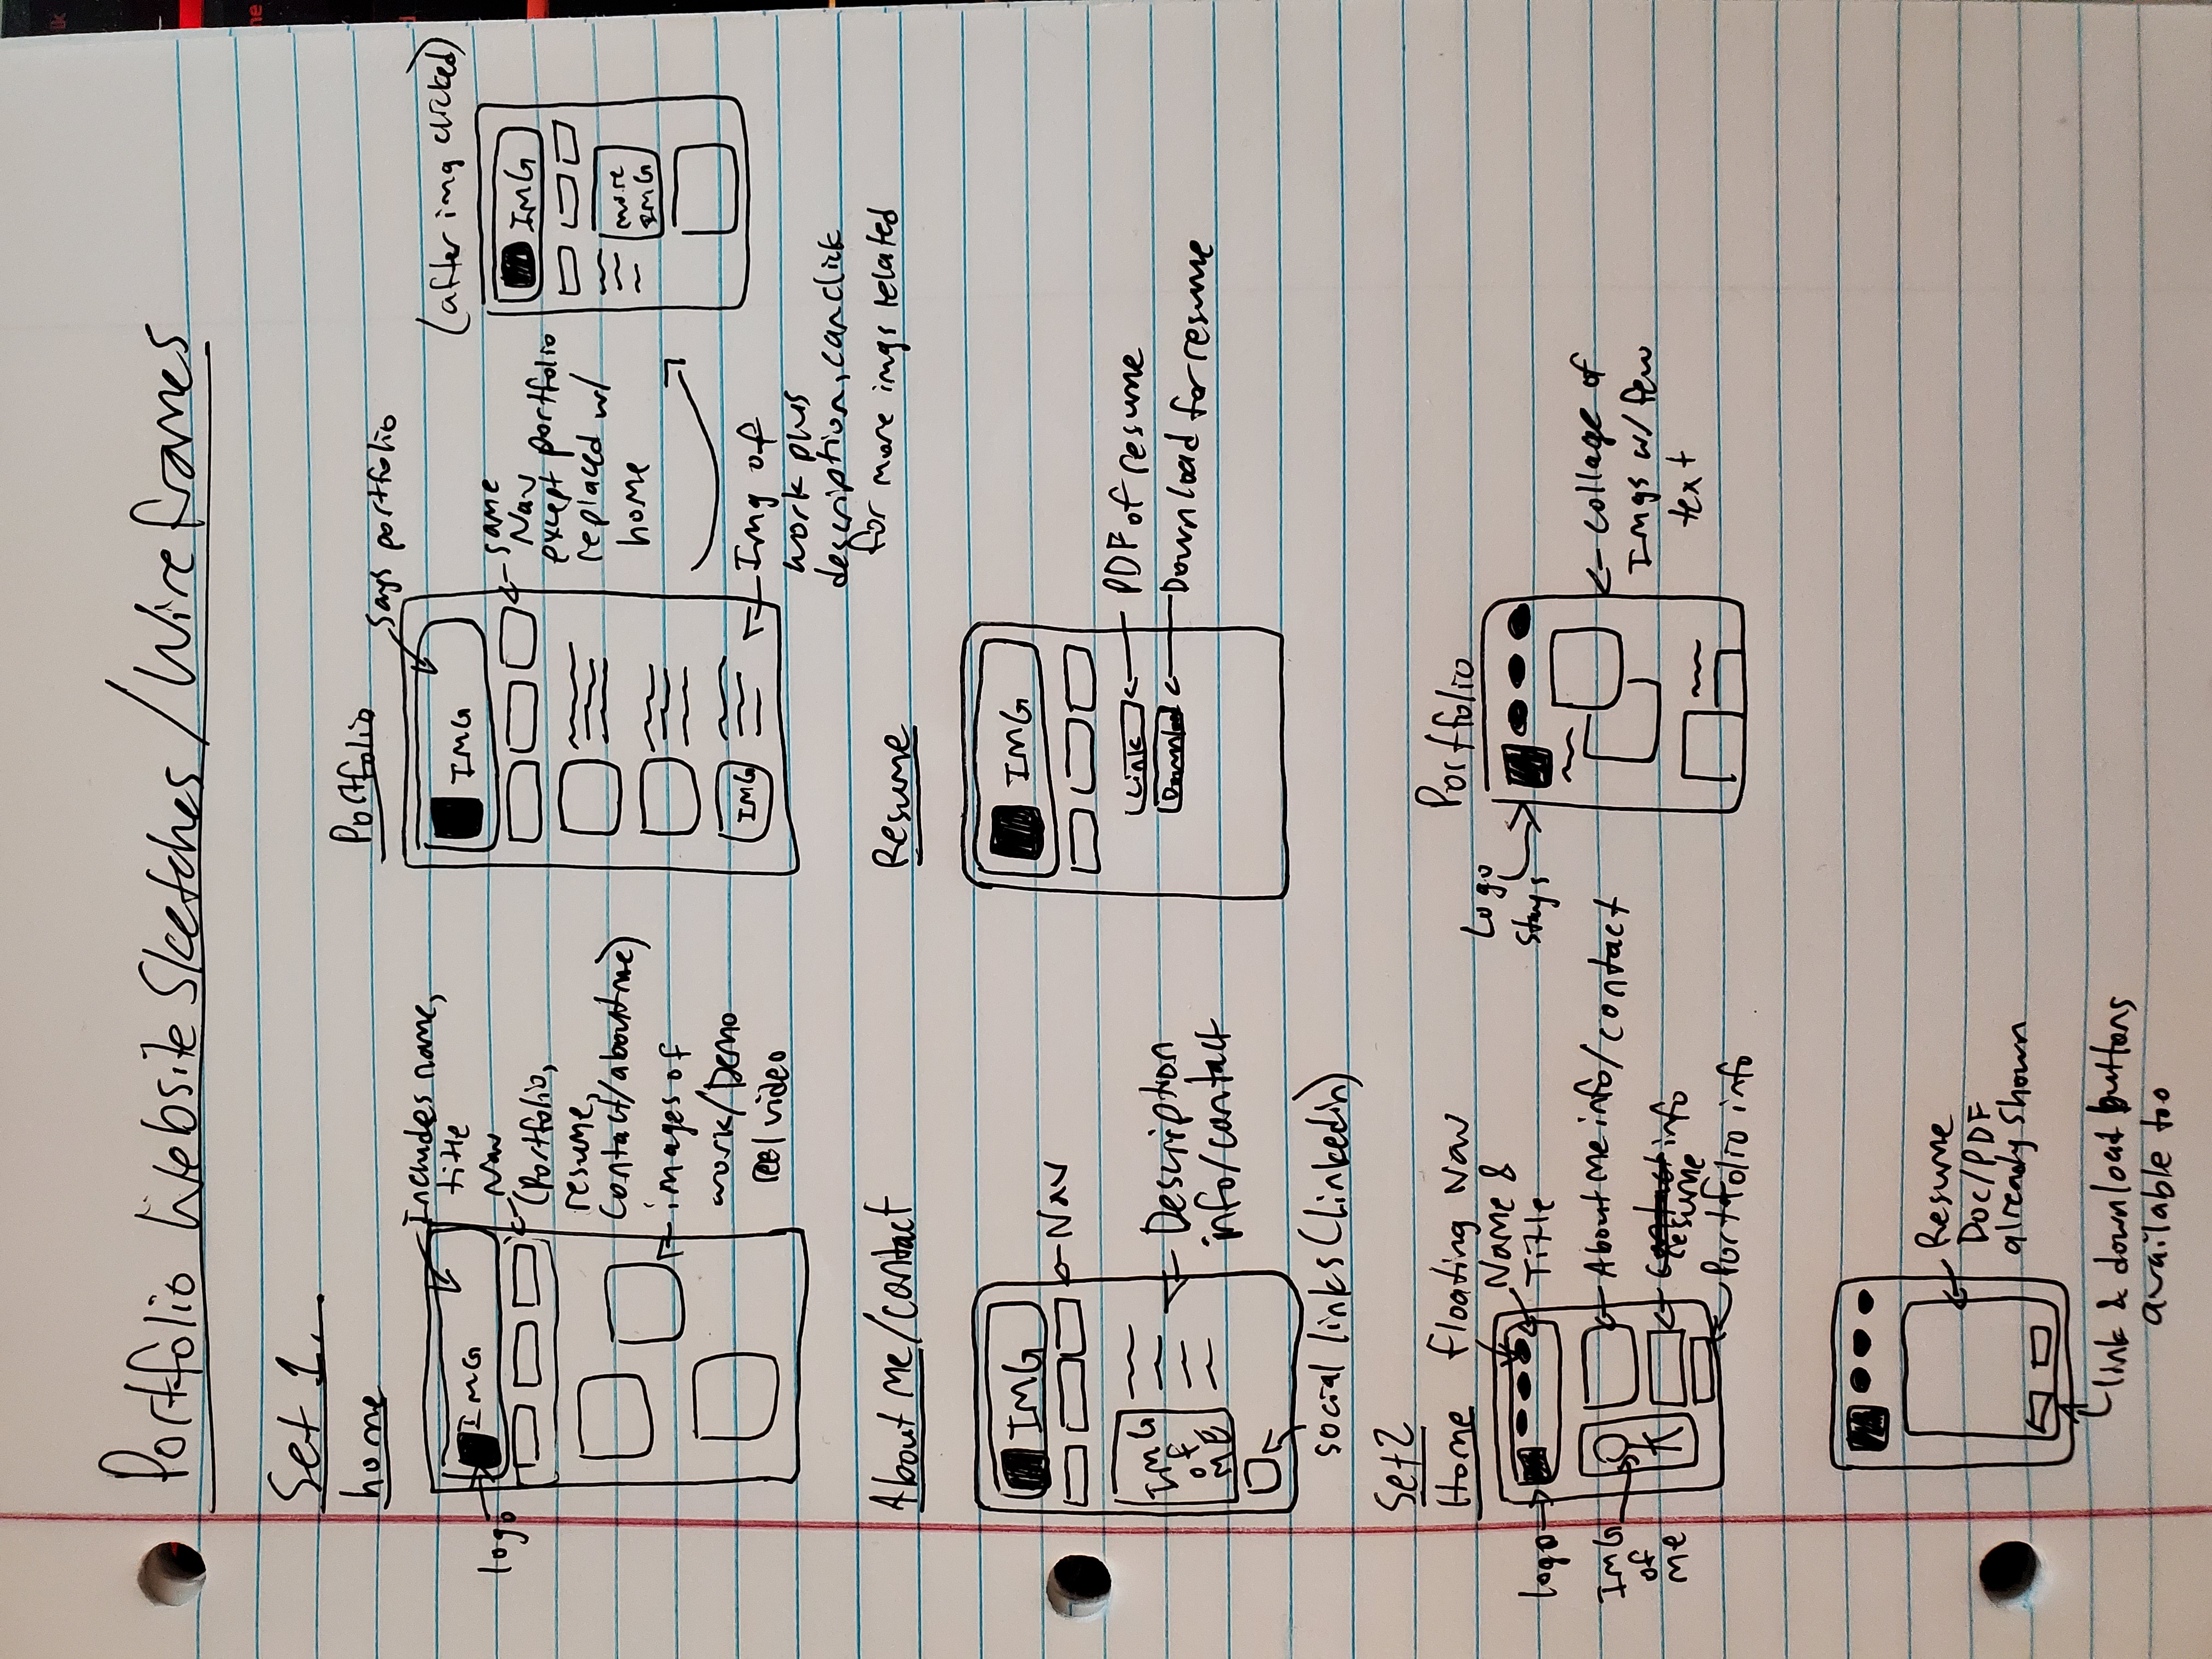 Portfolio Website Sketches / Wireframes
Set 1
home
logo
IMG
includes name,
title
Nav
(Portfolio,
resume,
contact/about me)
images of
work/Demo
video
Portfolio
IMG
IMG
says portfolio
same
Nav
except portfolio
replaced w/
home
Img of
work plus
description, can click
for more imgs related
(after img clicked)
IMG
more
IMG
About me/contact
IMG
IMG
OF
ME
Nav
Description
info/contact
social links (linkedin)
Resume
IMG
Link
Download
PDF of resume
Download for resume
Set 2
Home floating Nav
logo
Img
of
me
Name &
Title
About me info/contact
resume info
Portfolio info
Portfolio
Logo
stays
collage of
Imgs w/ few
text
Resume
Doc/PDF
already shown
link & download buttons
available too